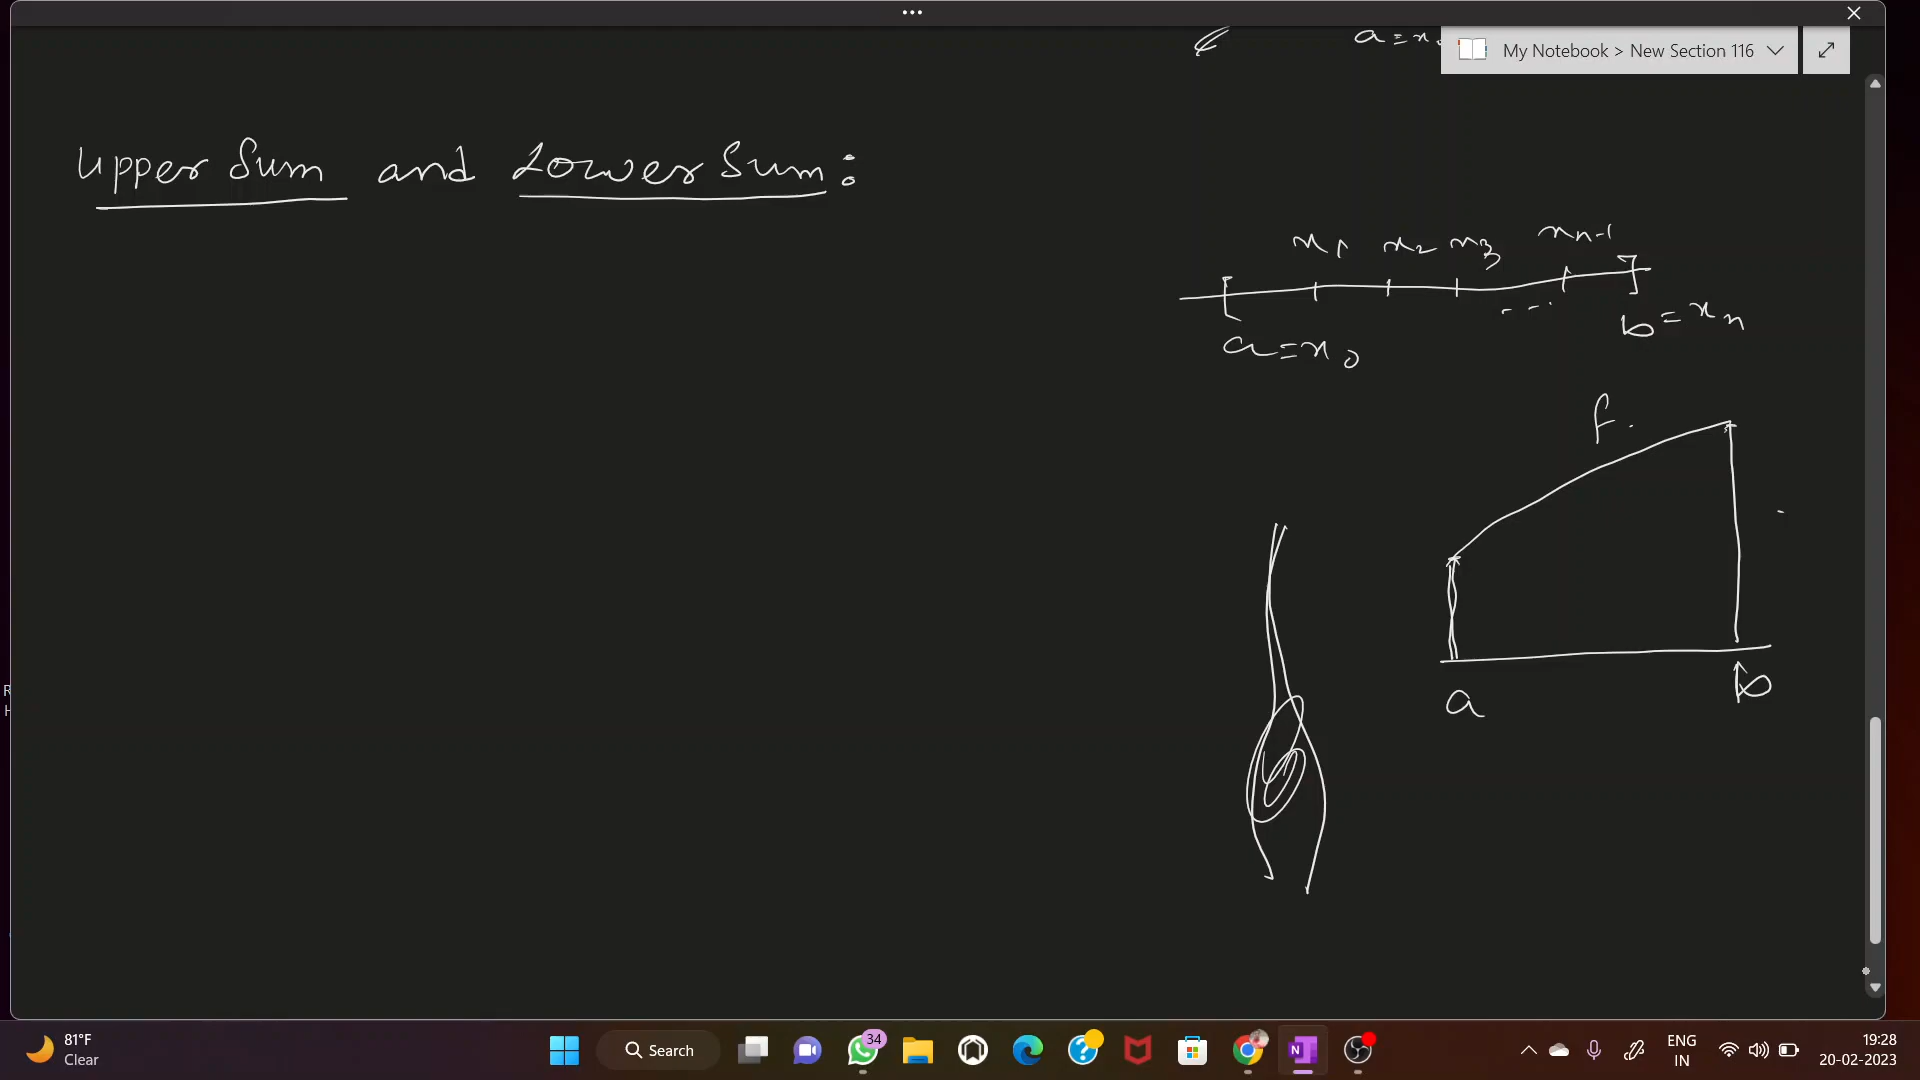 a=x
My Notebook > New Section 116
Upper Sum and Lower Sum:
x1 x2 x3 xn-1
a=x0
b=xn
f.
a
b
R
H
81°F
Clear
Search
34
ENG
IN
19:28
20-02-2023